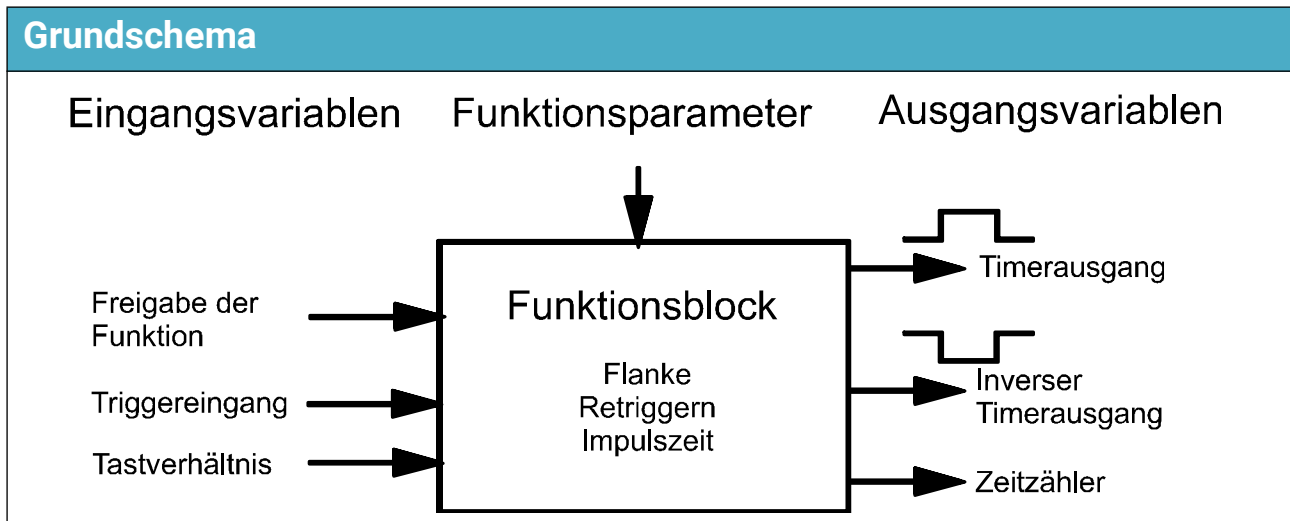 Grundschema
Eingangsvariablen
Funktionsparameter
Ausgangsvariablen
Freigabe der
Funktion
Triggereingang
Tastverhältnis
Funktionsblock
Flanke
Retriggern
Impulszeit
Timerausgang
Inverser
Timerausgang
Zeitzähler